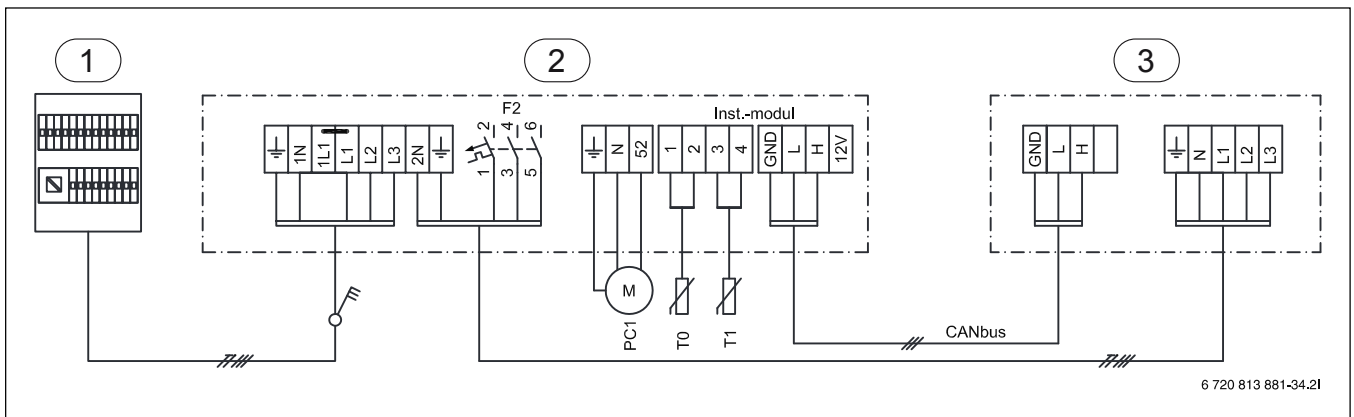 1
2
3
F2
Inst.-modul
1N
1L1
L1
L2
L3
2N
2
4
6
1
3
5
N
52
1
2
3
4
GND
L
H
12V
GND
L
H
N
L1
L2
L3
M
PC1
T0
T1
CANbus
6 720 813 881-34.2I